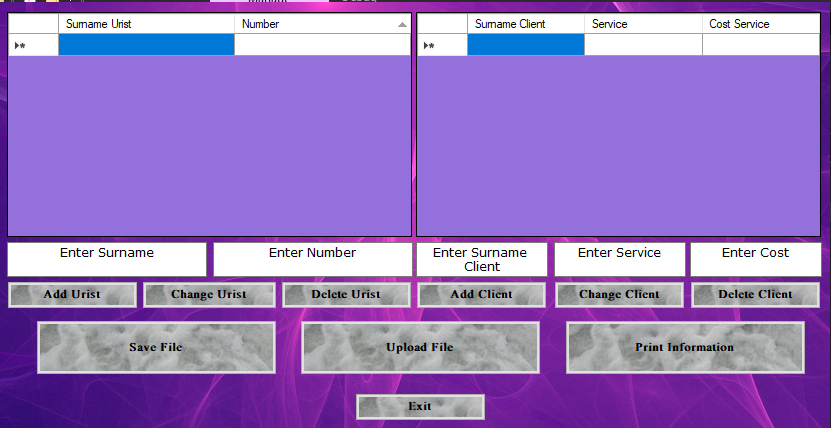 Surname Urist Number Surname Client Service Cost Service
Enter Surname Enter Number Enter Surname Client Enter Service Enter Cost
Add Urist Change Urist Delete Urist Add Client Change Client Delete Client
Save File Upload File Print Information
Exit